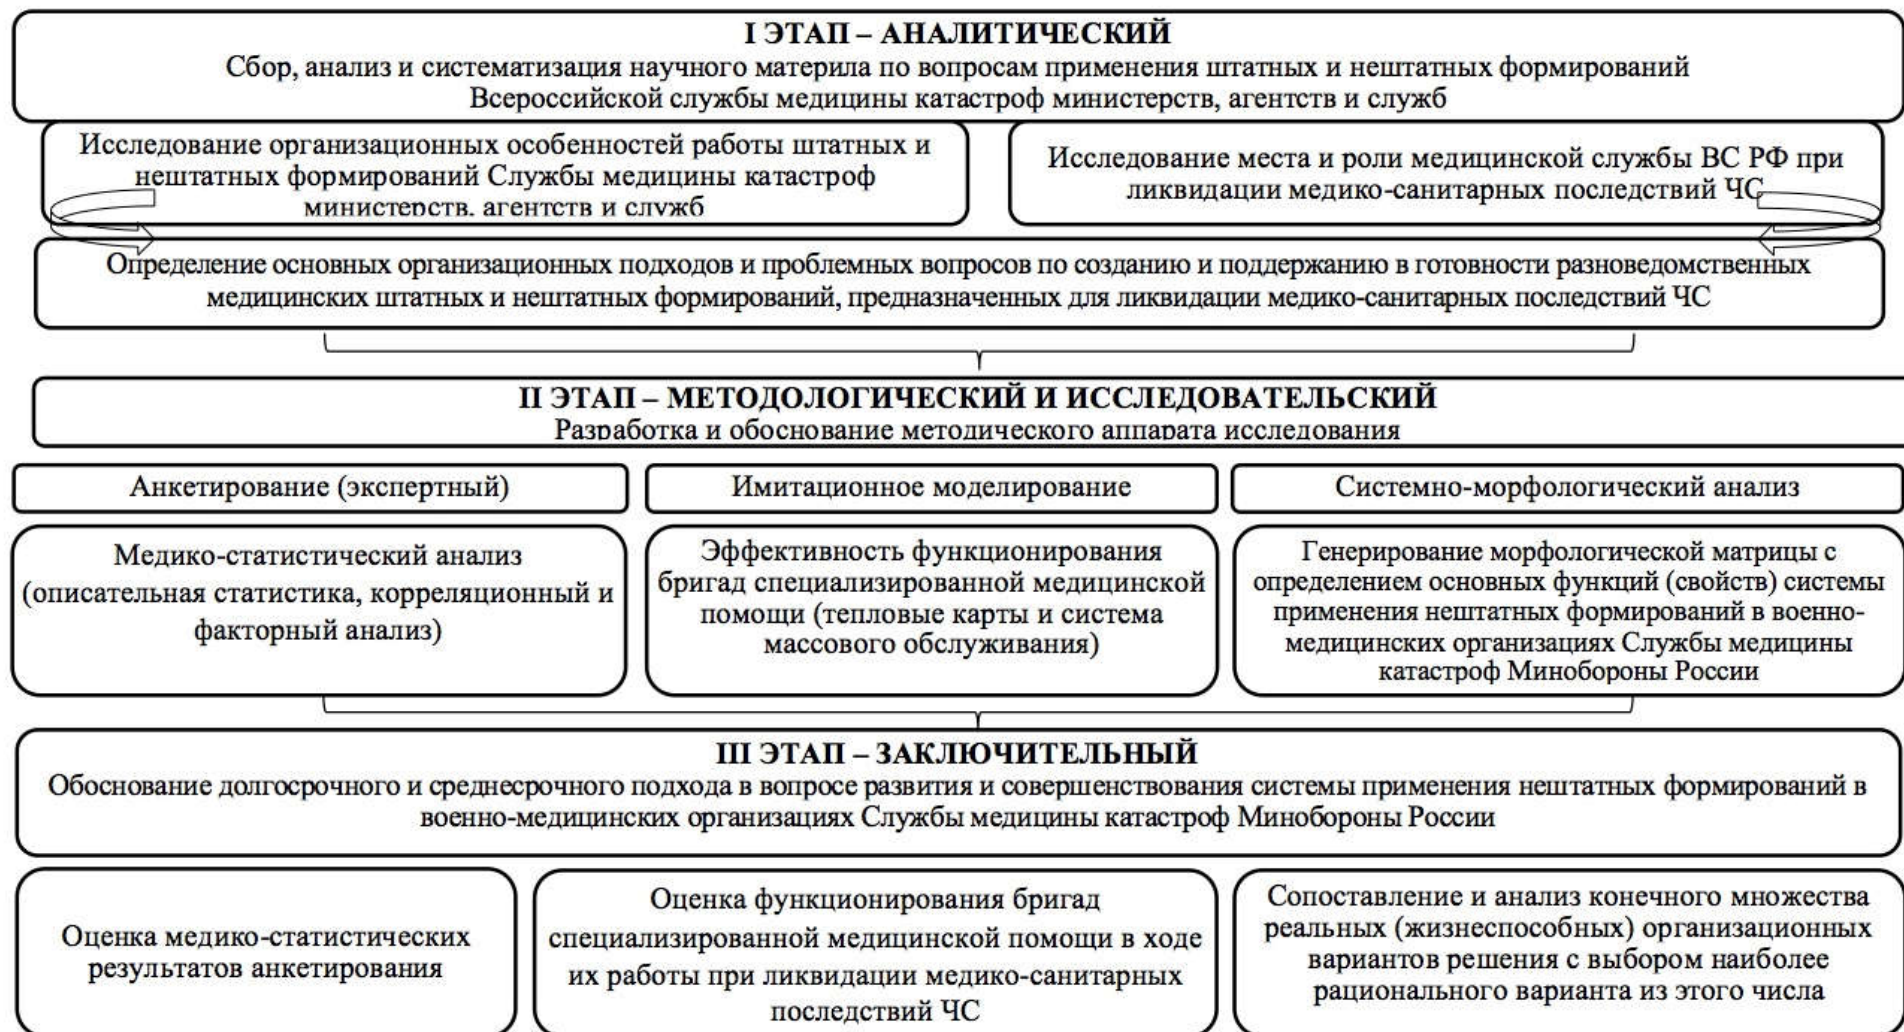 I ЭТАП – АНАЛИТИЧЕСКИЙ
Сбор, анализ и систематизация научного материла по вопросам применения штатных и нештатных формирований
Всероссийской службы медицины катастроф министерств, агентств и служб
Исследование организационных особенностей работы штатных и
нештатных формирований Службы медицины катастроф
министерств, агентств и служб
Исследование места и роли медицинской службы ВС РФ при
ликвидации медико-санитарных последствий ЧС
Определение основных организационных подходов и проблемных вопросов по созданию и поддержанию в готовности разноведомственных
медицинских штатных и нештатных формирований, предназначенных для ликвидации медико-санитарных последствий ЧС
II ЭТАП – МЕТОДОЛОГИЧЕСКИЙ И ИССЛЕДОВАТЕЛЬСКИЙ
Разработка и обоснование методического аппарата исследования
Анкетирование (экспертный)
Имитационное моделирование
Системно-морфологический анализ
Медико-статистический анализ
(описательная статистика, корреляционный и
факторный анализ)
Эффективность функционирования
бригад специализированной медицинской
помощи (тепловые карты и система
массового обслуживания)
Генерирование морфологической матрицы с
определением основных функций (свойств) системы
применения нештатных формирований в военно-
медицинских организациях Службы медицины
катастроф Минобороны России
III ЭТАП – ЗАКЛЮЧИТЕЛЬНЫЙ
Обоснование долгосрочного и среднесрочного подхода в вопросе развития и совершенствования системы применения нештатных формирований в
военно-медицинских организациях Службы медицины катастроф Минобороны России
Оценка медико-статистических
результатов анкетирования
Оценка функционирования бригад
специализированной медицинской помощи в ходе
их работы при ликвидации медико-санитарных
последствий ЧС
Сопоставление и анализ конечного множества
реальных (жизнеспособных) организационных
вариантов решения с выбором наиболее
рационального варианта из этого числа